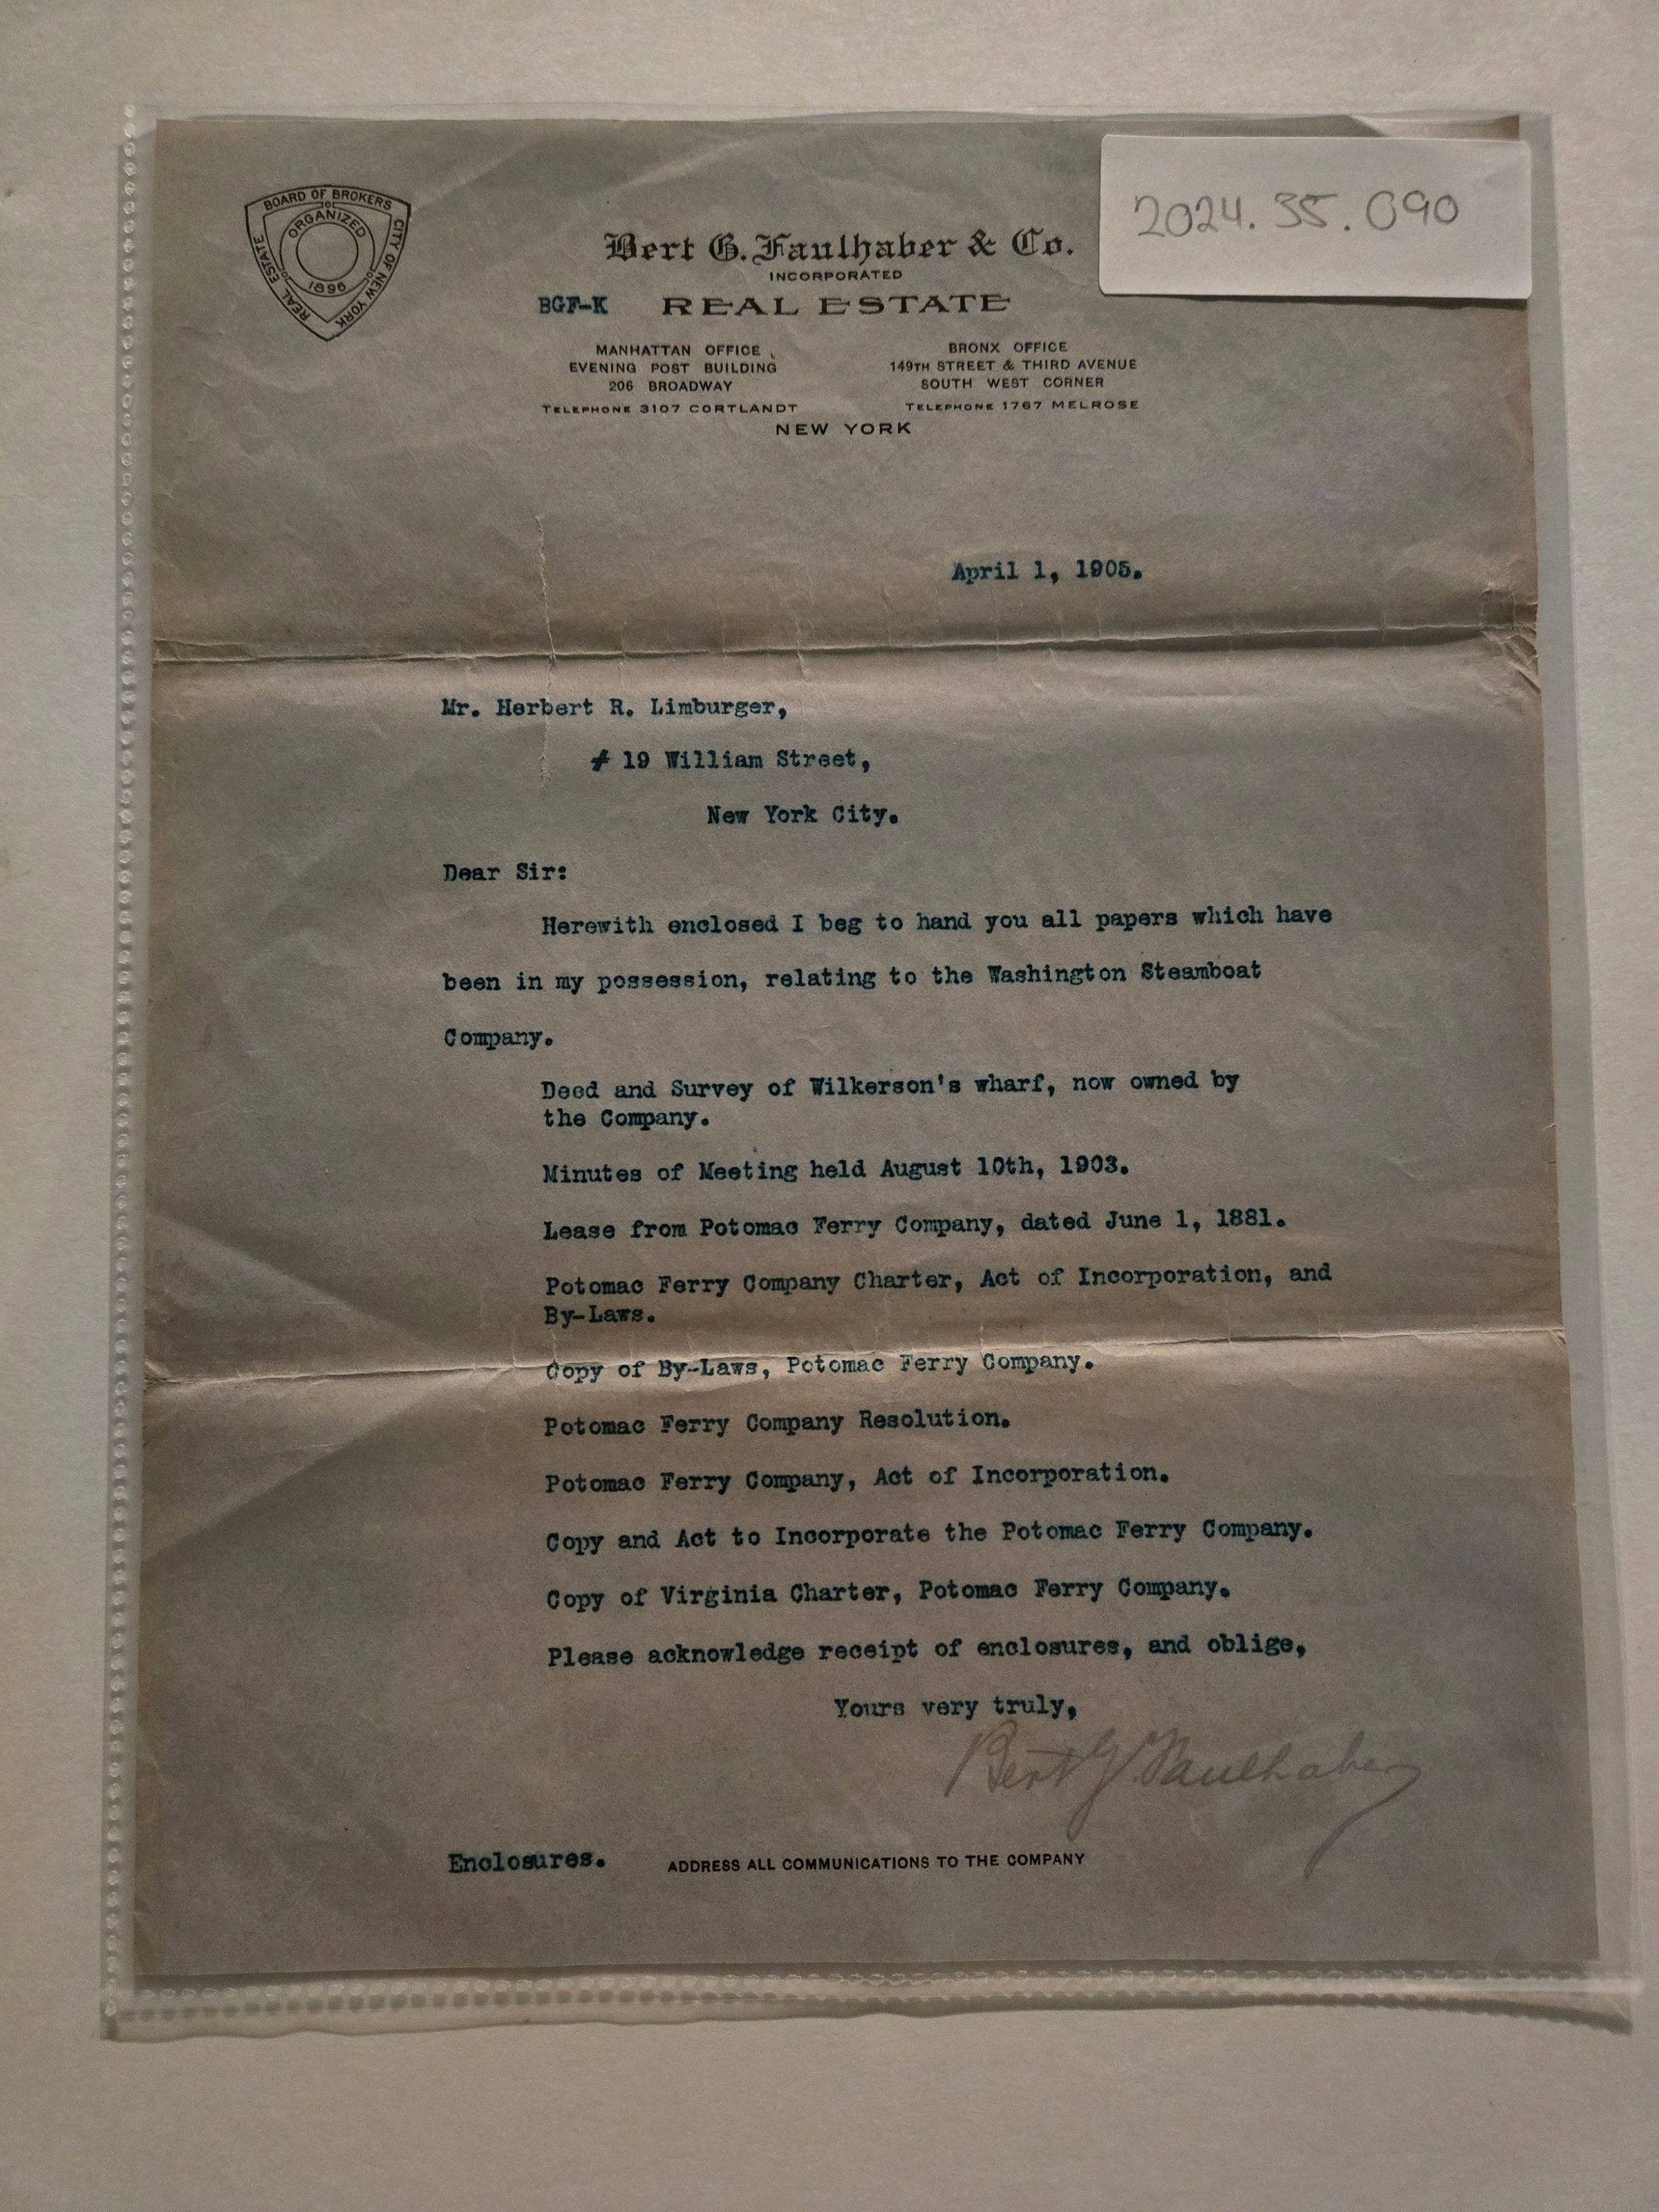 2024.35.090
REAL ESTATE BOARD OF BROKERS CITY OF NEW YORK
ORGANIZED
1896
Bert G. Faulhaber & Co.
INCORPORATED
BGF-K REAL ESTATE
MANHATTAN OFFICE
EVENING POST BUILDING
206 BROADWAY
TELEPHONE 3107 CORTLANDT
BRONX OFFICE
149TH STREET & THIRD AVENUE
SOUTH WEST CORNER
TELEPHONE 1767 MELROSE
NEW YORK
April 1, 1905.
Mr. Herbert R. Limburger,
# 19 William Street,
New York City.
Dear Sir:
Herewith enclosed I beg to hand you all papers which have
been in my possession, relating to the Washington Steamboat
Company.
Deed and Survey of Wilkerson's wharf, now owned by
the Company.
Minutes of Meeting held August 10th, 1903.
Lease from Potomac Ferry Company, dated June 1, 1881.
Potomac Ferry Company Charter, Act of Incorporation, and
By-Laws.
Copy of By-Laws, Potomac Ferry Company.
Potomac Ferry Company Resolution.
Potomac Ferry Company, Act of Incorporation.
Copy and Act to Incorporate the Potomac Ferry Company.
Copy of Virginia Charter, Potomac Ferry Company.
Please acknowledge receipt of enclosures, and oblige,
Yours very truly,
Bert G Faulhaber
Enclosures. ADDRESS ALL COMMUNICATIONS TO THE COMPANY